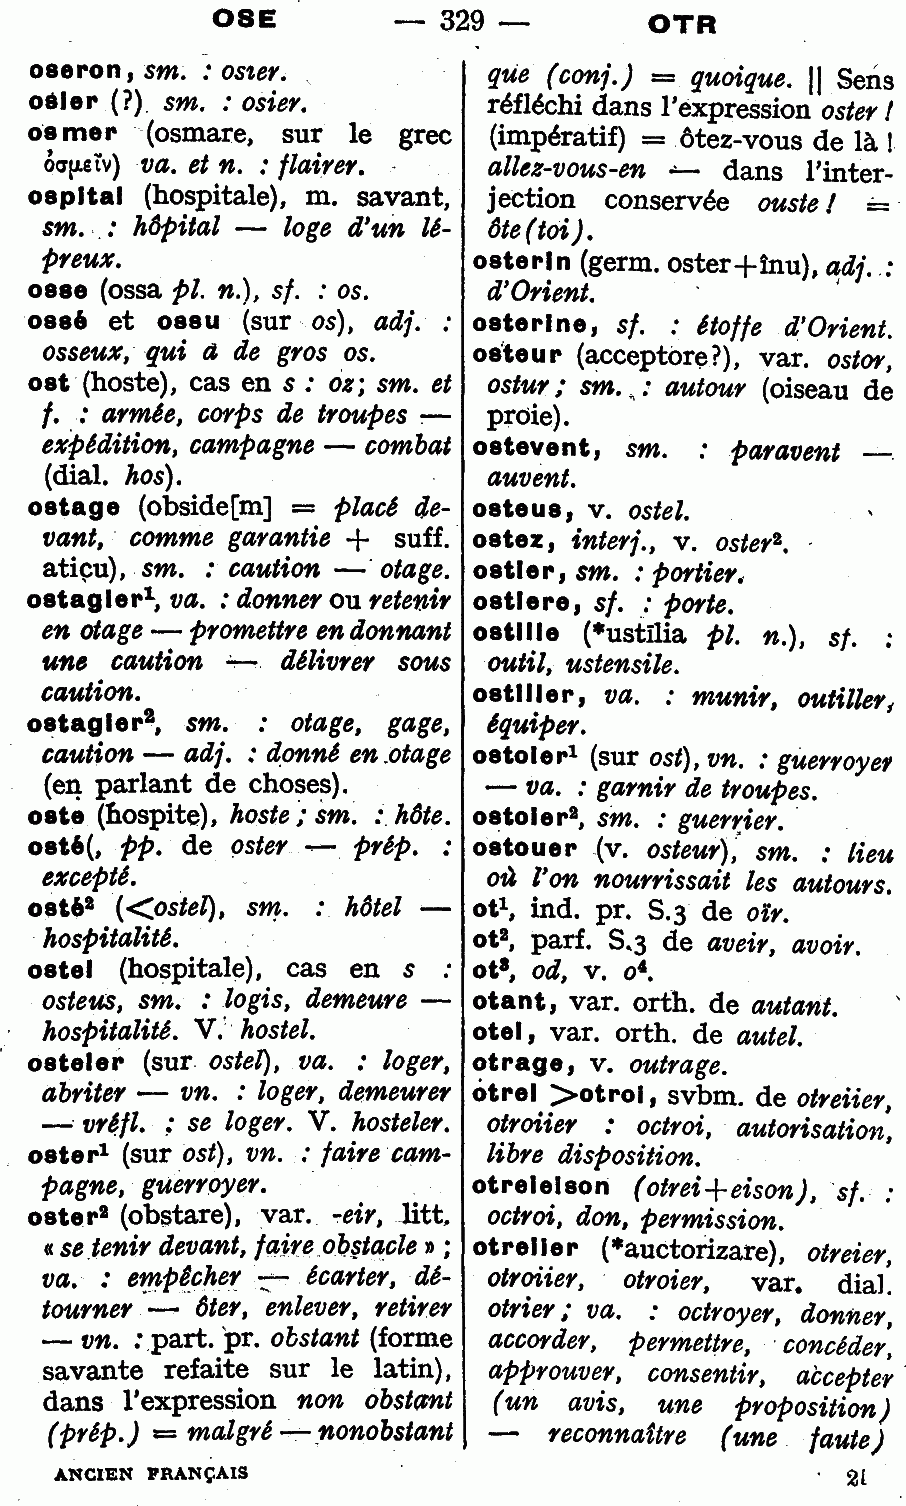 OSE — 329 — OTR
oseron, sm. : osier.
osier (?) sm. : osier.
osmer (osmare, sur le grec
ὀσμεῖν) va. et n. : flairer.
ospital (hospitale), m. savant,
sm. : hôpital — loge d'un lé-
preux.
osse (ossa pl. n.), sf. : os.
ossé et ossu (sur os), adj. :
osseux, qui a de gros os.
ost (hoste), cas en s : oz; sm. et
f. : armée, corps de troupes —
expédition, campagne — combat
(dial. hos).
ostage (obside[m] = placé de-
vant, comme garantie + suff.
atiçu), sm. : caution — otage.
ostagier¹, va. : donner ou retenir
en otage — promettre en donnant
une caution — délivrer sous
caution.
ostagier², sm. : otage, gage,
caution — adj. : donné en otage
(en parlant de choses).
oste (hospite), hoste ; sm. : hôte.
osté(, pp. de oster — prép. :
excepté.
osté² (<ostel), sm. : hôtel —
hospitalité.
ostel (hospitale), cas en s :
osteus, sm. : logis, demeure —
hospitalité. V. hostel.
osteler (sur ostel), va. : loger,
abriter — vn. : loger, demeurer
— vréfl. : se loger. V. hosteler.
oster¹ (sur ost), vn. : faire cam-
pagne, guerroyer.
oster² (obstare), var. -eir, litt.
« se tenir devant, faire obstacle » ;
va. : empêcher — écarter, dé-
tourner — ôter, enlever, retirer
— vn. : part. pr. obstant (forme
savante refaite sur le latin),
dans l'expression non obstant
(prép.) = malgré — nonobstant
que (conj.) = quoique. || Sens
réfléchi dans l'expression oster !
(impératif) = ôtez-vous de là !
allez-vous-en — dans l'inter-
jection conservée ouste ! =
ôte (toi).
osterin (germ. oster+īnu), adj. :
d'Orient.
osterine, sf. : étoffe d'Orient.
osteur (acceptore?), var. ostor,
ostur ; sm. : autour (oiseau de
proie).
ostevent, sm. : paravent —
auvent.
osteus, v. ostel.
ostez, interj., v. oster².
ostier, sm. : portier.
ostiere, sf. : porte.
ostille (*ustīlia pl. n.), sf. :
outil, ustensile.
ostiller, va. : munir, outiller,
équiper.
ostoier¹ (sur ost), vn. : guerroyer
— va. : garnir de troupes.
ostoier², sm. : guerrier.
ostouer (v. osteur), sm. : lieu
où l'on nourrissait les autours.
ot¹, ind. pr. S.3 de oïr.
ot², parf. S.3 de aveir, avoir.
ot³, od, v. o⁴.
otant, var. orth. de autant.
otel, var. orth. de autel.
otrage, v. outrage.
otrei >otroi, svbm. de otreiier,
otroiier : octroi, autorisation,
libre disposition.
otreieison (otrei+eison), sf. :
octroi, don, permission.
otreiier (*auctorizare), otreier,
otroiier, otroier, var. dial.
otrier ; va. : octroyer, donner,
accorder, permettre, concéder,
approuver, consentir, accepter
(un avis, une proposition)
— reconnaître (une faute)
ANCIEN FRANÇAIS 21